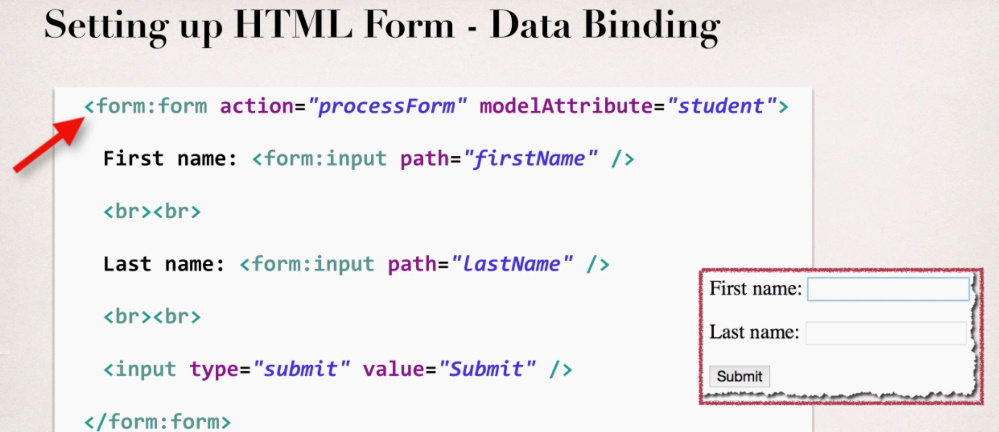 Setting up HTML Form - Data Binding
<form:form action="processForm" modelAttribute="student">
First name: <form:input path="firstName" />
<br><br>
Last name: <form:input path="lastName" />
<br><br>
<input type="submit" value="Submit" />
</form:form>
First name:
Last name:
Submit